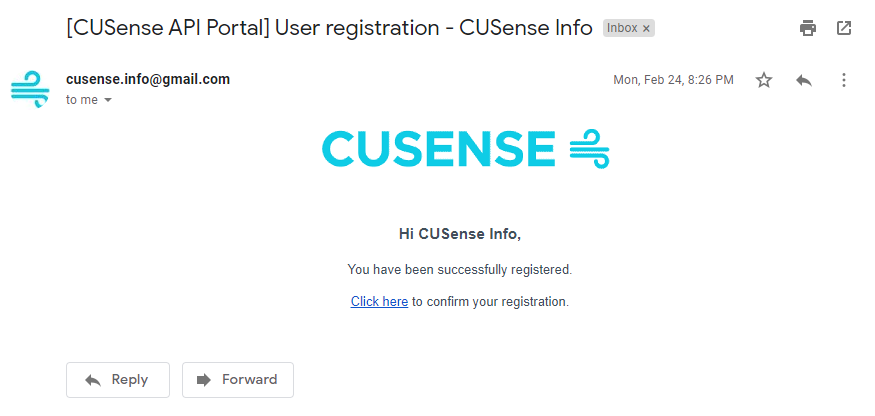 [CUSense API Portal] User registration - CUSense Info
Inbox ×
cusense.info@gmail.com
Mon, Feb 24, 8:26 PM
to me
CUSENSE
Hi CUSense Info,
You have been successfully registered.
Click here to confirm your registration.
Reply
Forward